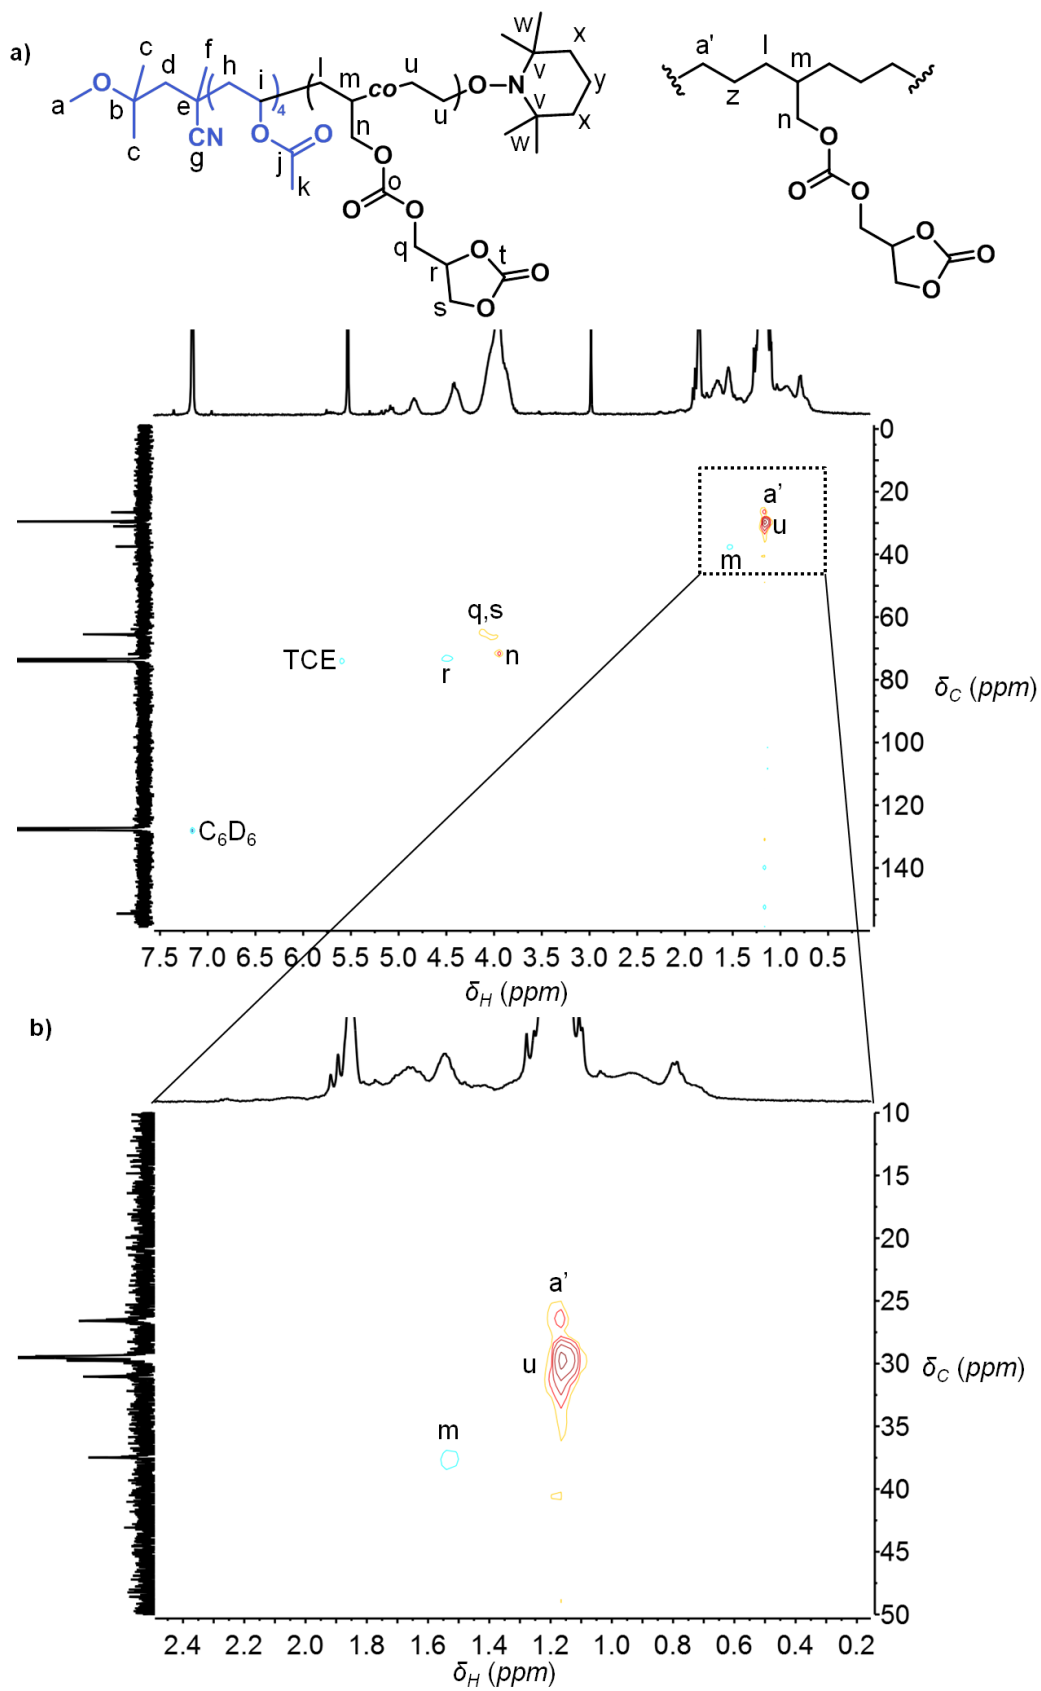 a)
c f h
d
i l m u
w x
v y
a O b e 4 co u O N
v x
c CN n w
g O O
j k O
o
O O
q O t
r O
s O
a' l m
z
n O
O O
O
O
O
0
20
a'
u
40
m
60
q,s
TCE n
r
80
δC (ppm)
100
120
C6D6
140
7.5 7.0 6.5 6.0 5.5 5.0 4.5 4.0 3.5 3.0 2.5 2.0 1.5 1.0 0.5
δH (ppm)
b)
10
15
20
a'
25
u
30
δC (ppm)
35
m
40
45
50
2.4 2.2 2.0 1.8 1.6 1.4 1.2 1.0 0.8 0.6 0.4 0.2
δH (ppm)